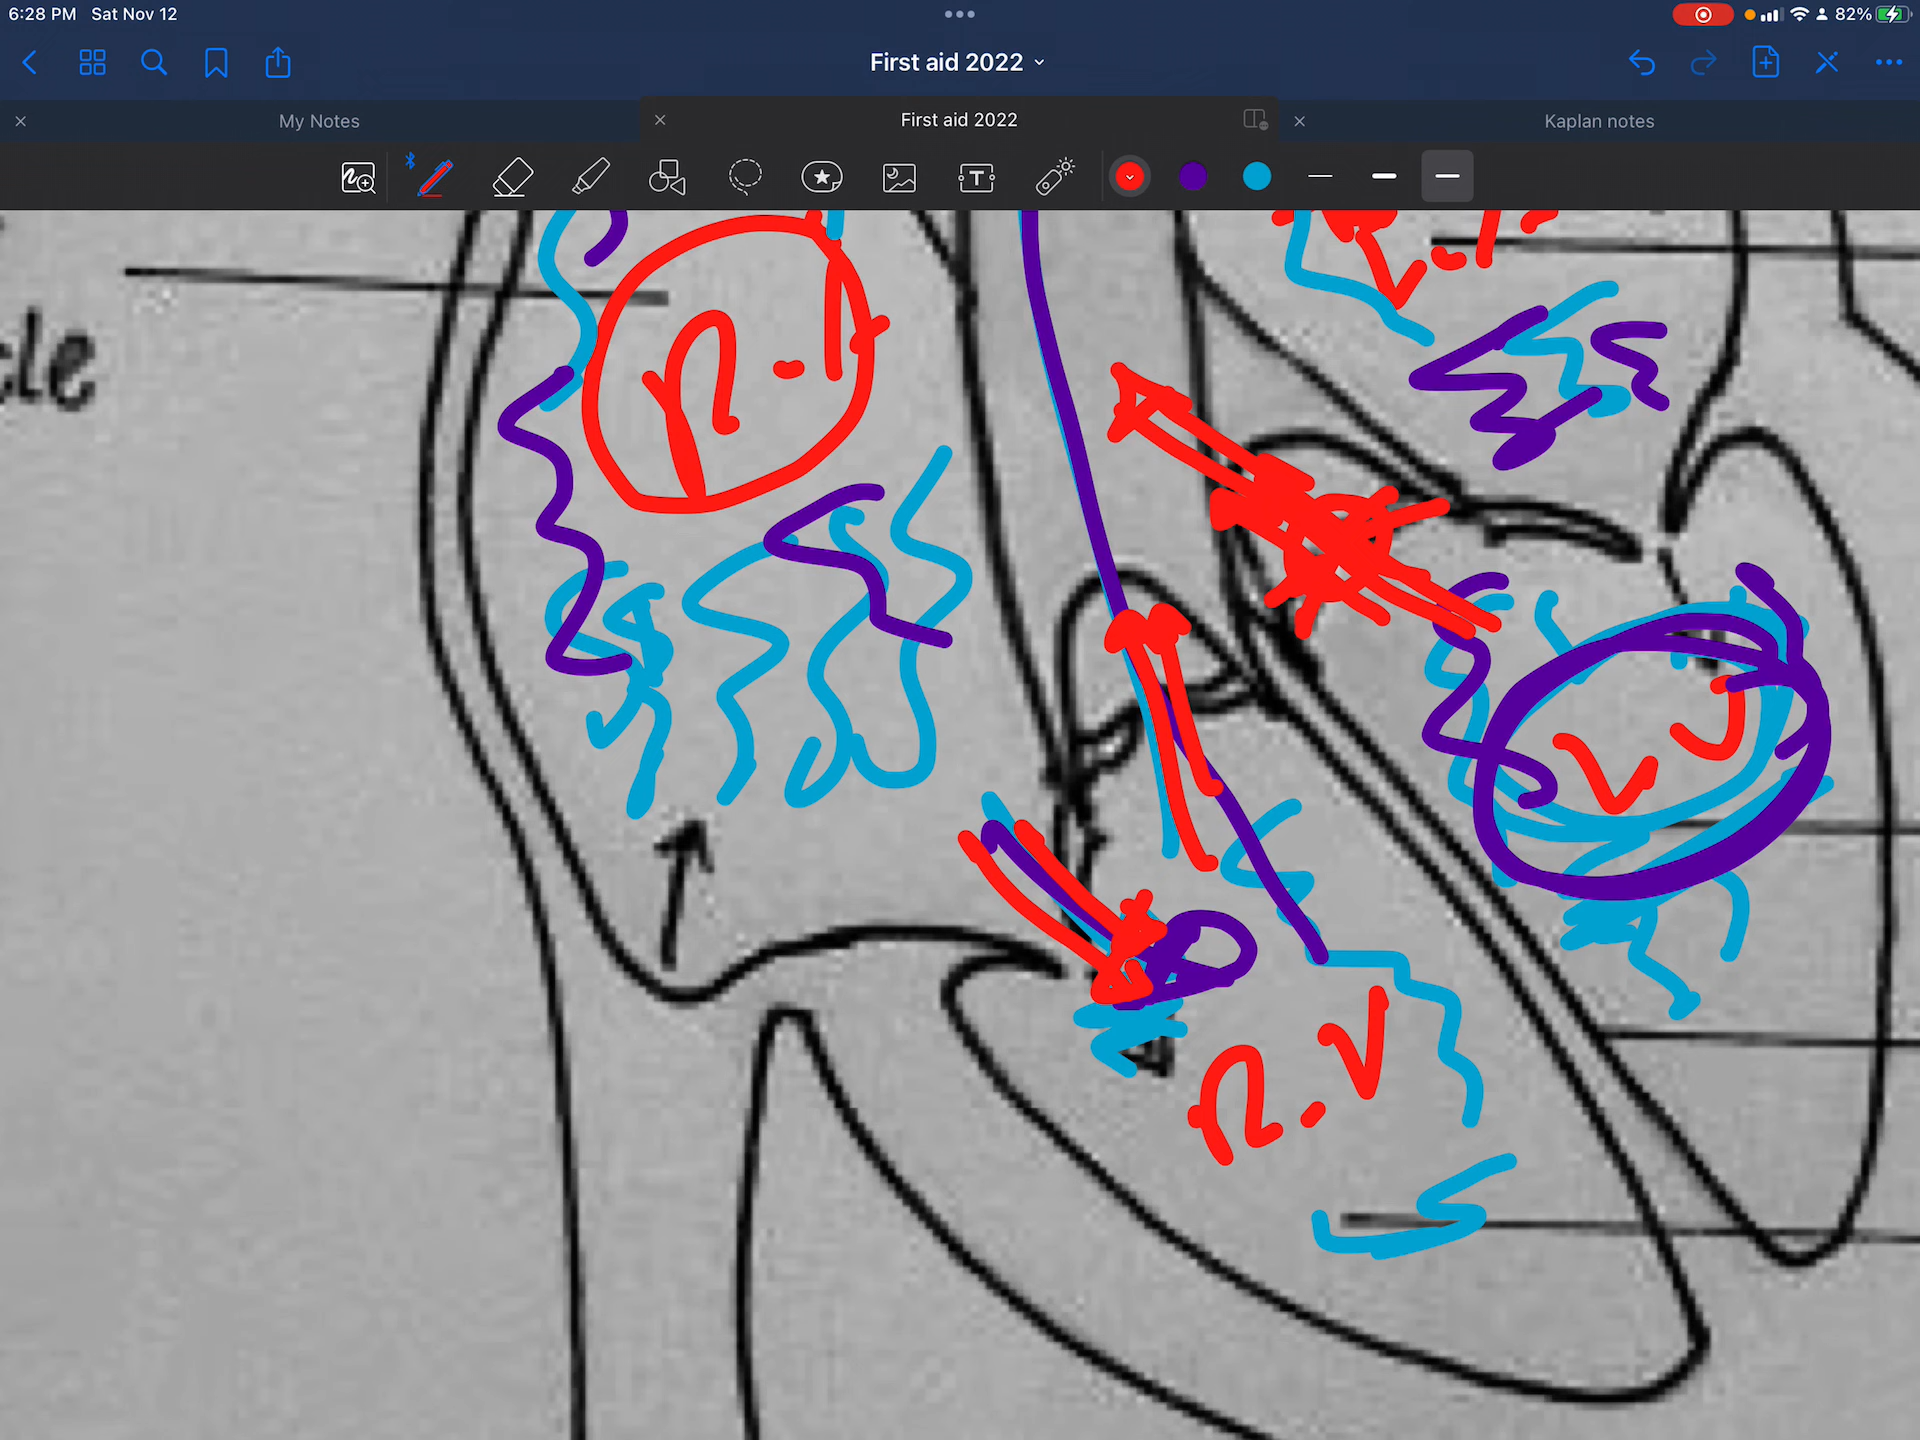 6:28 PM Sat Nov 12
82%
First aid 2022
My Notes
First aid 2022
Kaplan notes
T
cle
R.V